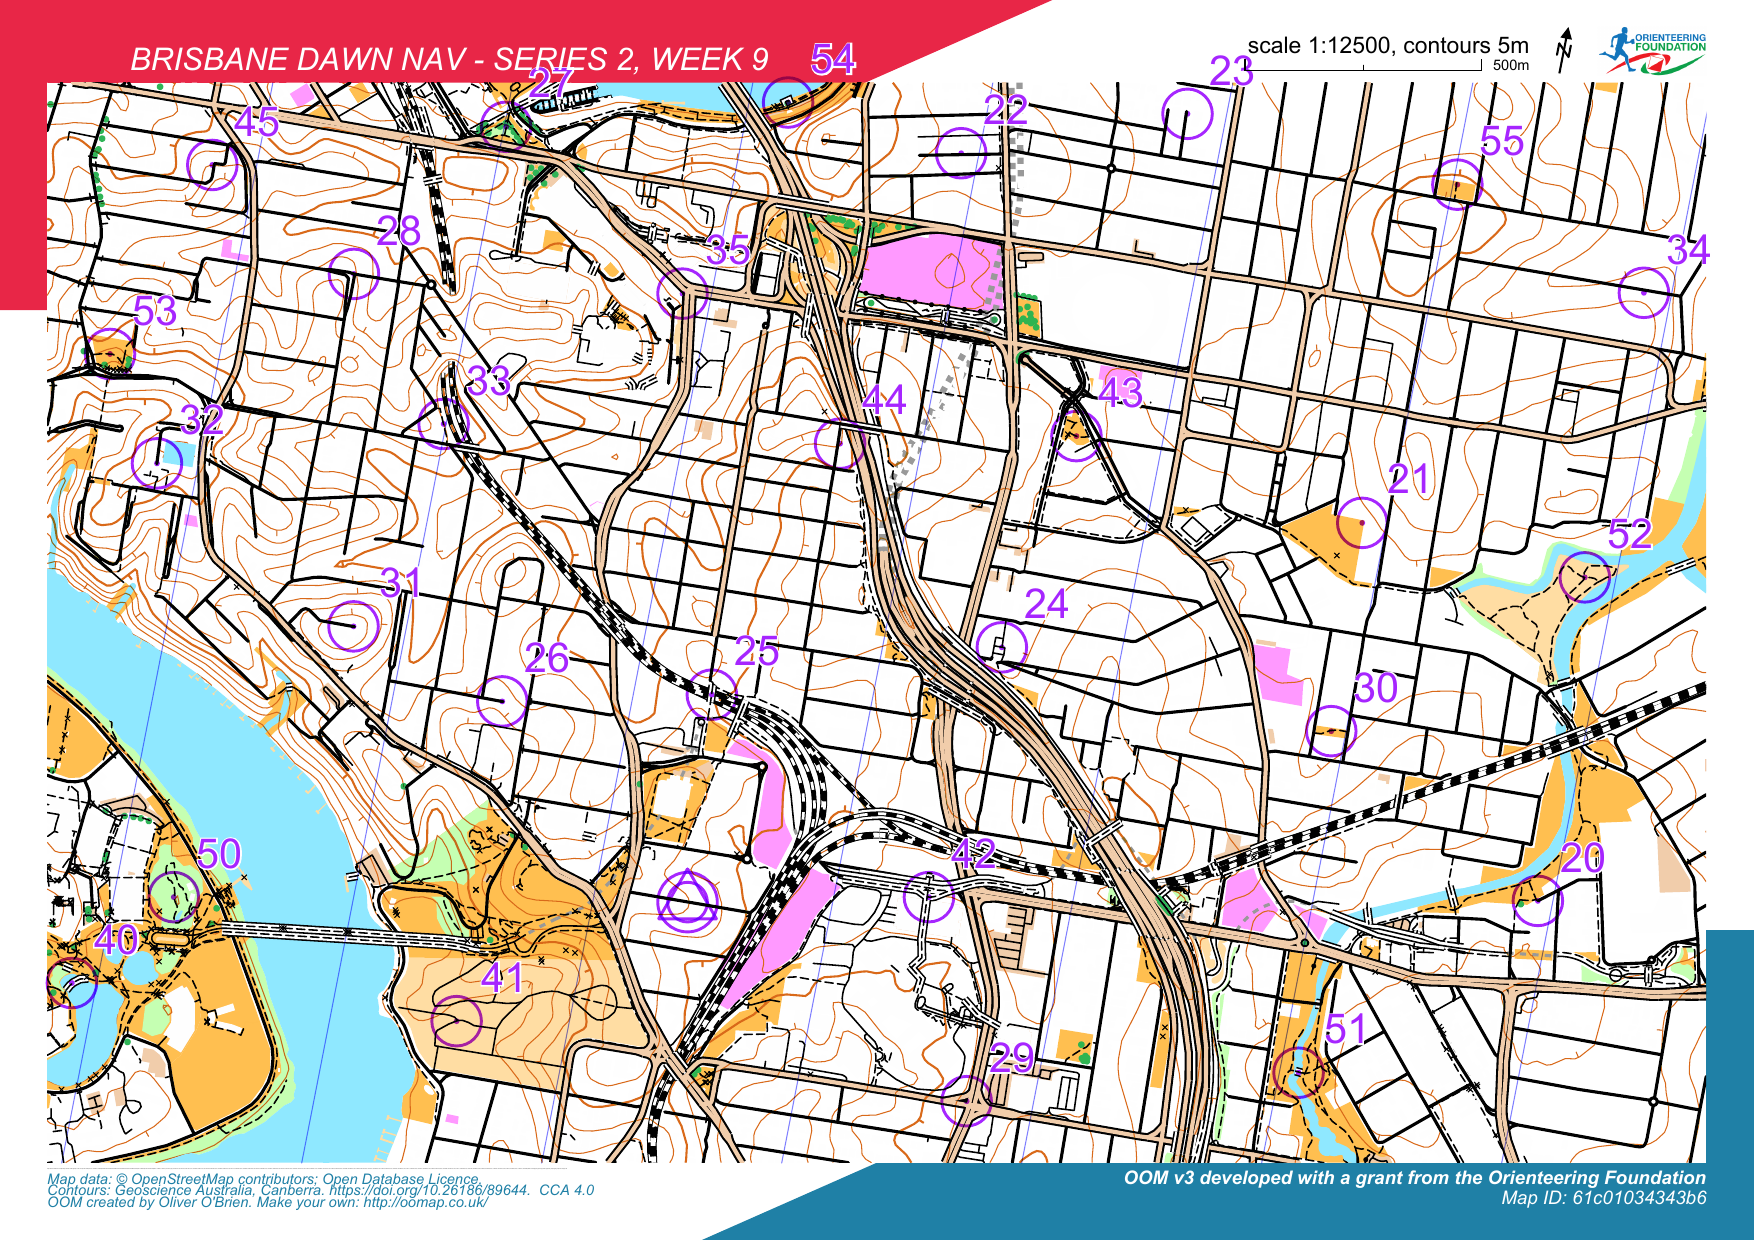 BRISBANE DAWN NAV - SERIES 2, WEEK 9
scale 1:12500, contours 5m
500m
N
ORIENTEERING
FOUNDATION
54
27
23
22
45
55
28
35
34
53
33
44
43
32
21
52
31
24
26
25
30
50
42
20
40
41
51
29
Map data: © OpenStreetMap contributors; Open Database Licence.
Contours: Geoscience Australia, Canberra. https://doi.org/10.26186/89644. CCA 4.0
OOM created by Oliver O'Brien. Make your own: http://oomap.co.uk/
OOM v3 developed with a grant from the Orienteering Foundation
Map ID: 61c01034343b6